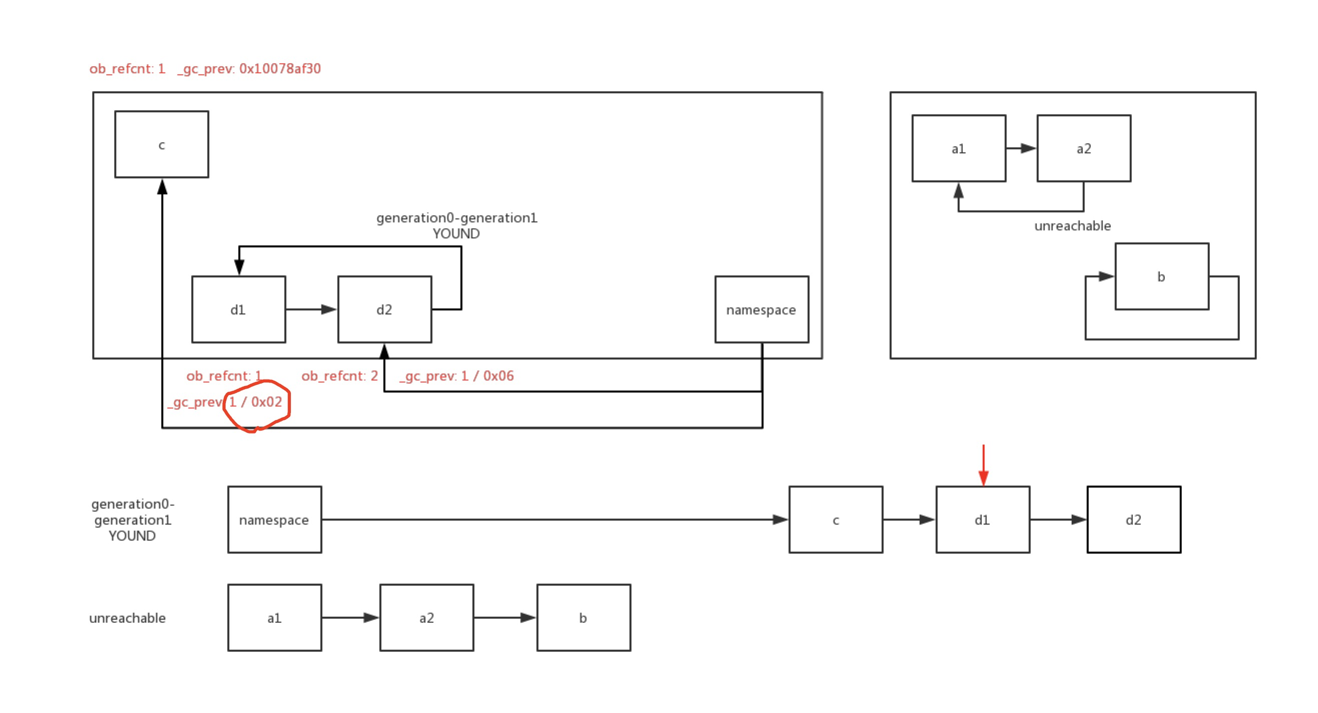 ob_refcnt: 1 _gc_prev: 0x10078af30
c
a1
a2
generation0-generation1
YOUND
unreachable
b
d1
d2
namespace
ob_refcnt: 1
ob_refcnt: 2
_gc_prev: 1 / 0x06
_gc_prev 1 / 0x02
generation0-
generation1
YOUND
namespace
c
d1
d2
unreachable
a1
a2
b